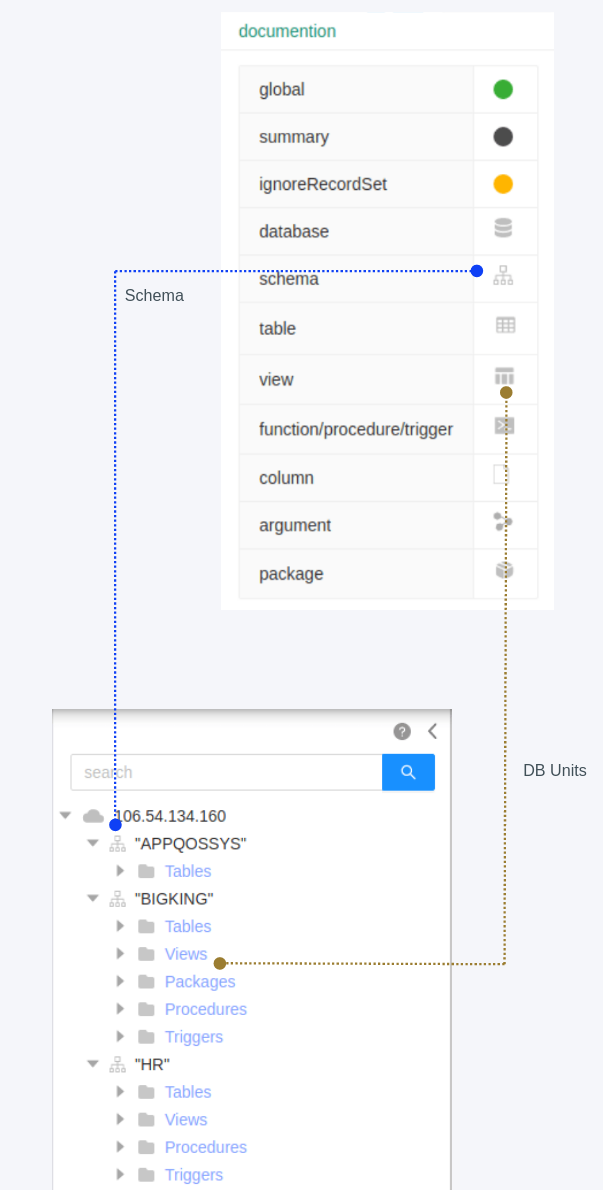 documention
global
summary
ignoreRecordSet
database
schema
Schema
table
view
function/procedure/trigger
column
argument
package
?
search
DB Units
106.54.134.160
"APPQOSSYS"
Tables
"BIGKING"
Tables
Views
Packages
Procedures
Triggers
"HR"
Tables
Views
Procedures
Triggers